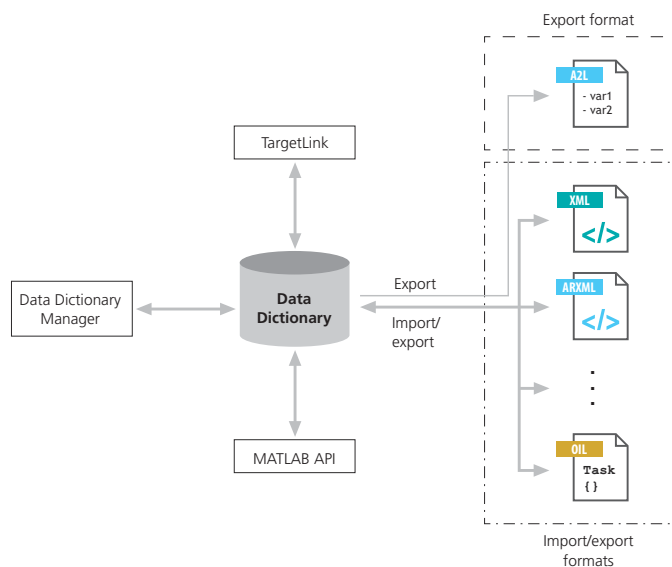 Export format
A2L
- var1
- var2
TargetLink
XML
</>
Data Dictionary
Manager
Data
Dictionary
Export
Import/
export
ARXML
</>
MATLAB API
OIL
Task
{}
Import/export
formats